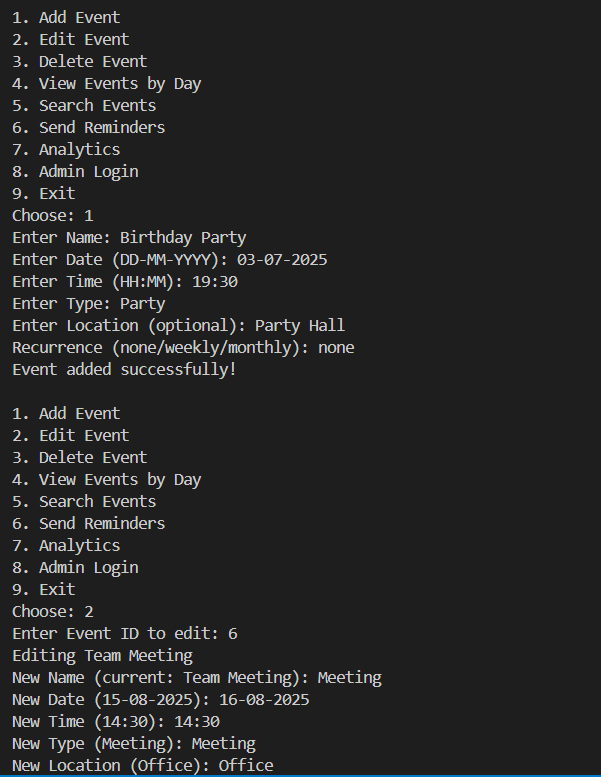 1. Add Event
2. Edit Event
3. Delete Event
4. View Events by Day
5. Search Events
6. Send Reminders
7. Analytics
8. Admin Login
9. Exit
Choose: 1
Enter Name: Birthday Party
Enter Date (DD-MM-YYYY): 03-07-2025
Enter Time (HH:MM): 19:30
Enter Type: Party
Enter Location (optional): Party Hall
Recurrence (none/weekly/monthly): none
Event added successfully!

1. Add Event
2. Edit Event
3. Delete Event
4. View Events by Day
5. Search Events
6. Send Reminders
7. Analytics
8. Admin Login
9. Exit
Choose: 2
Enter Event ID to edit: 6
Editing Team Meeting
New Name (current: Team Meeting): Meeting
New Date (15-08-2025): 16-08-2025
New Time (14:30): 14:30
New Type (Meeting): Meeting
New Location (Office): Office